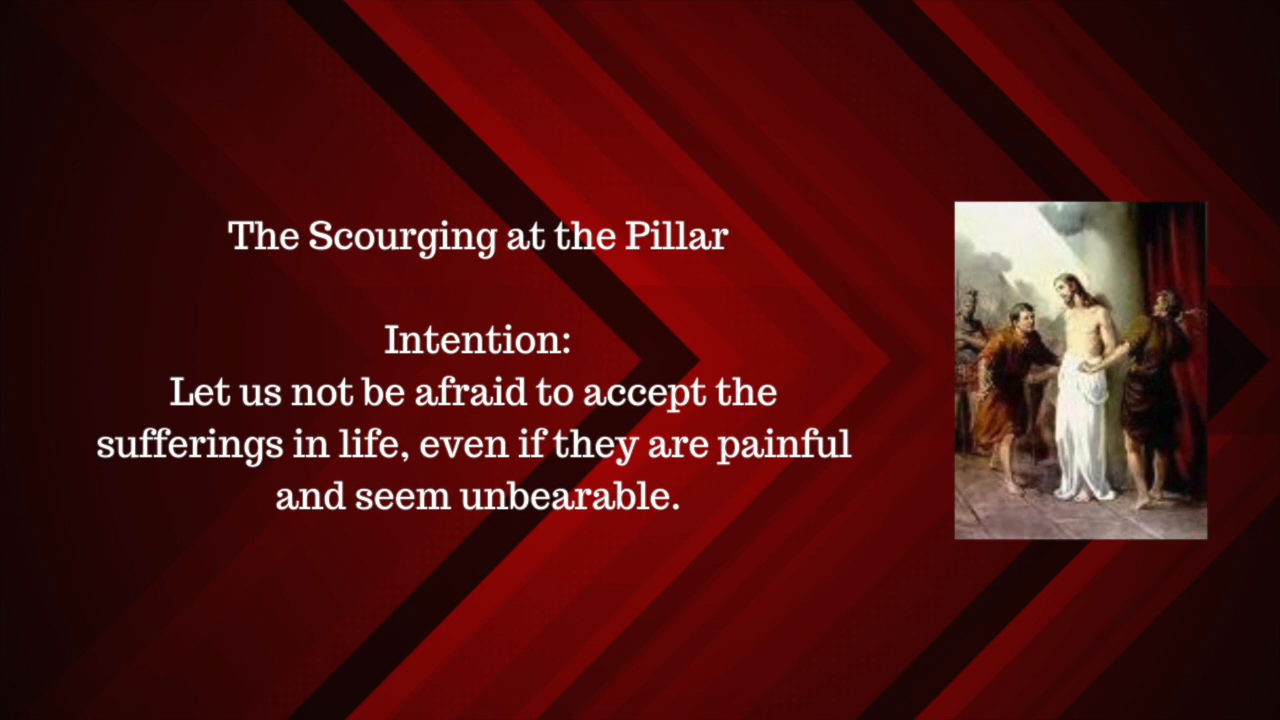 The Scourging at the Pillar
Intention:
Let us not be afraid to accept the
sufferings in life, even if they are painful
and seem unbearable.